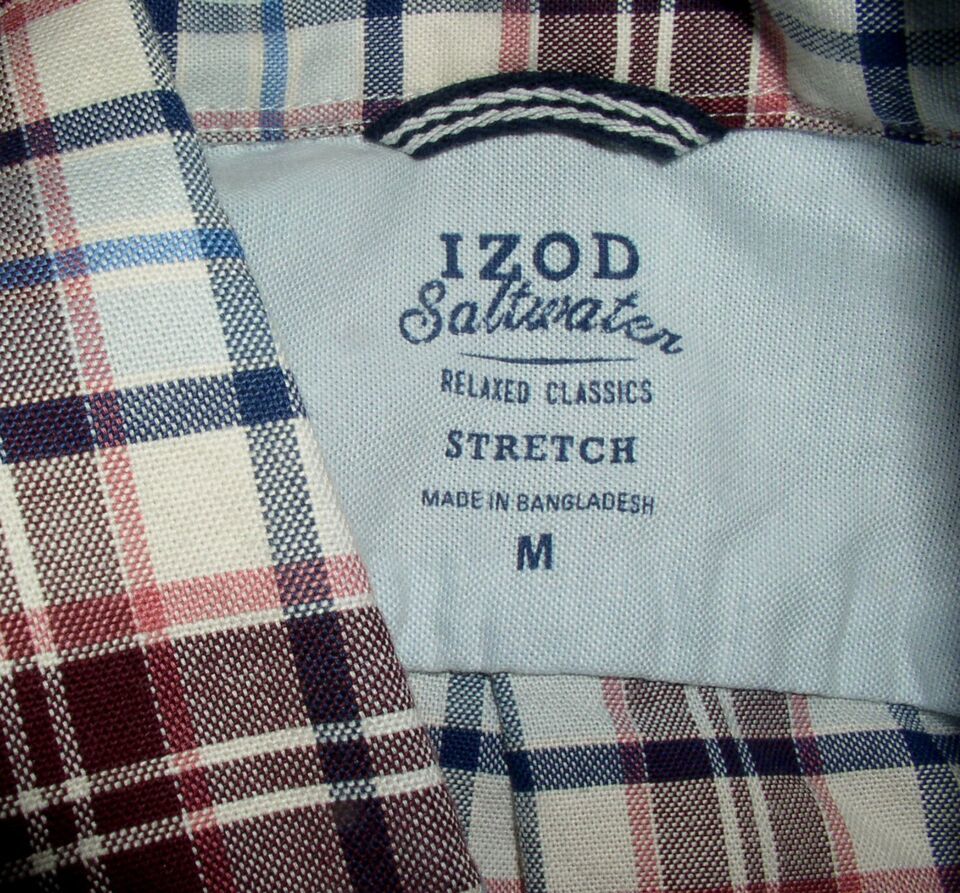 IZOD
Saltwater
RELAXED CLASSICS
STRETCH
MADE IN BANGLADESH
M